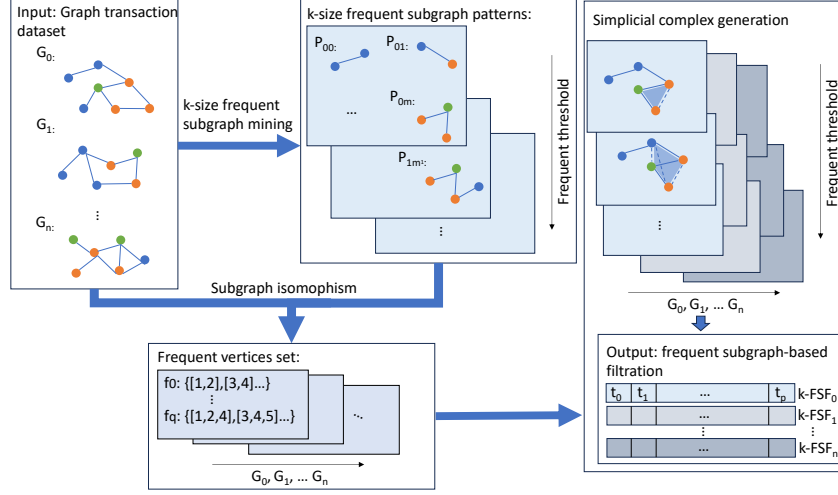 Input: Graph transaction
dataset
G0:
G1:
⋮
Gn:
k-size frequent
subgraph mining
k-size frequent subgraph patterns:
P00:
P01:
...
P0m:
P1m¹:
⋮
Frequent threshold
Subgraph isomophism
Frequent vertices set:
f0: {[1,2],[3,4]...}
⋮
fq: {[1,2,4],[3,4,5]...}
⋱
G0, G1, ... Gn
Simplicial complex generation
⋮
Frequent threshold
G0, G1, ... Gn
Output: frequent subgraph-based
filtration
t0 t1 ... tp k-FSF0
... k-FSF1
⋮ ⋮
... k-FSFn